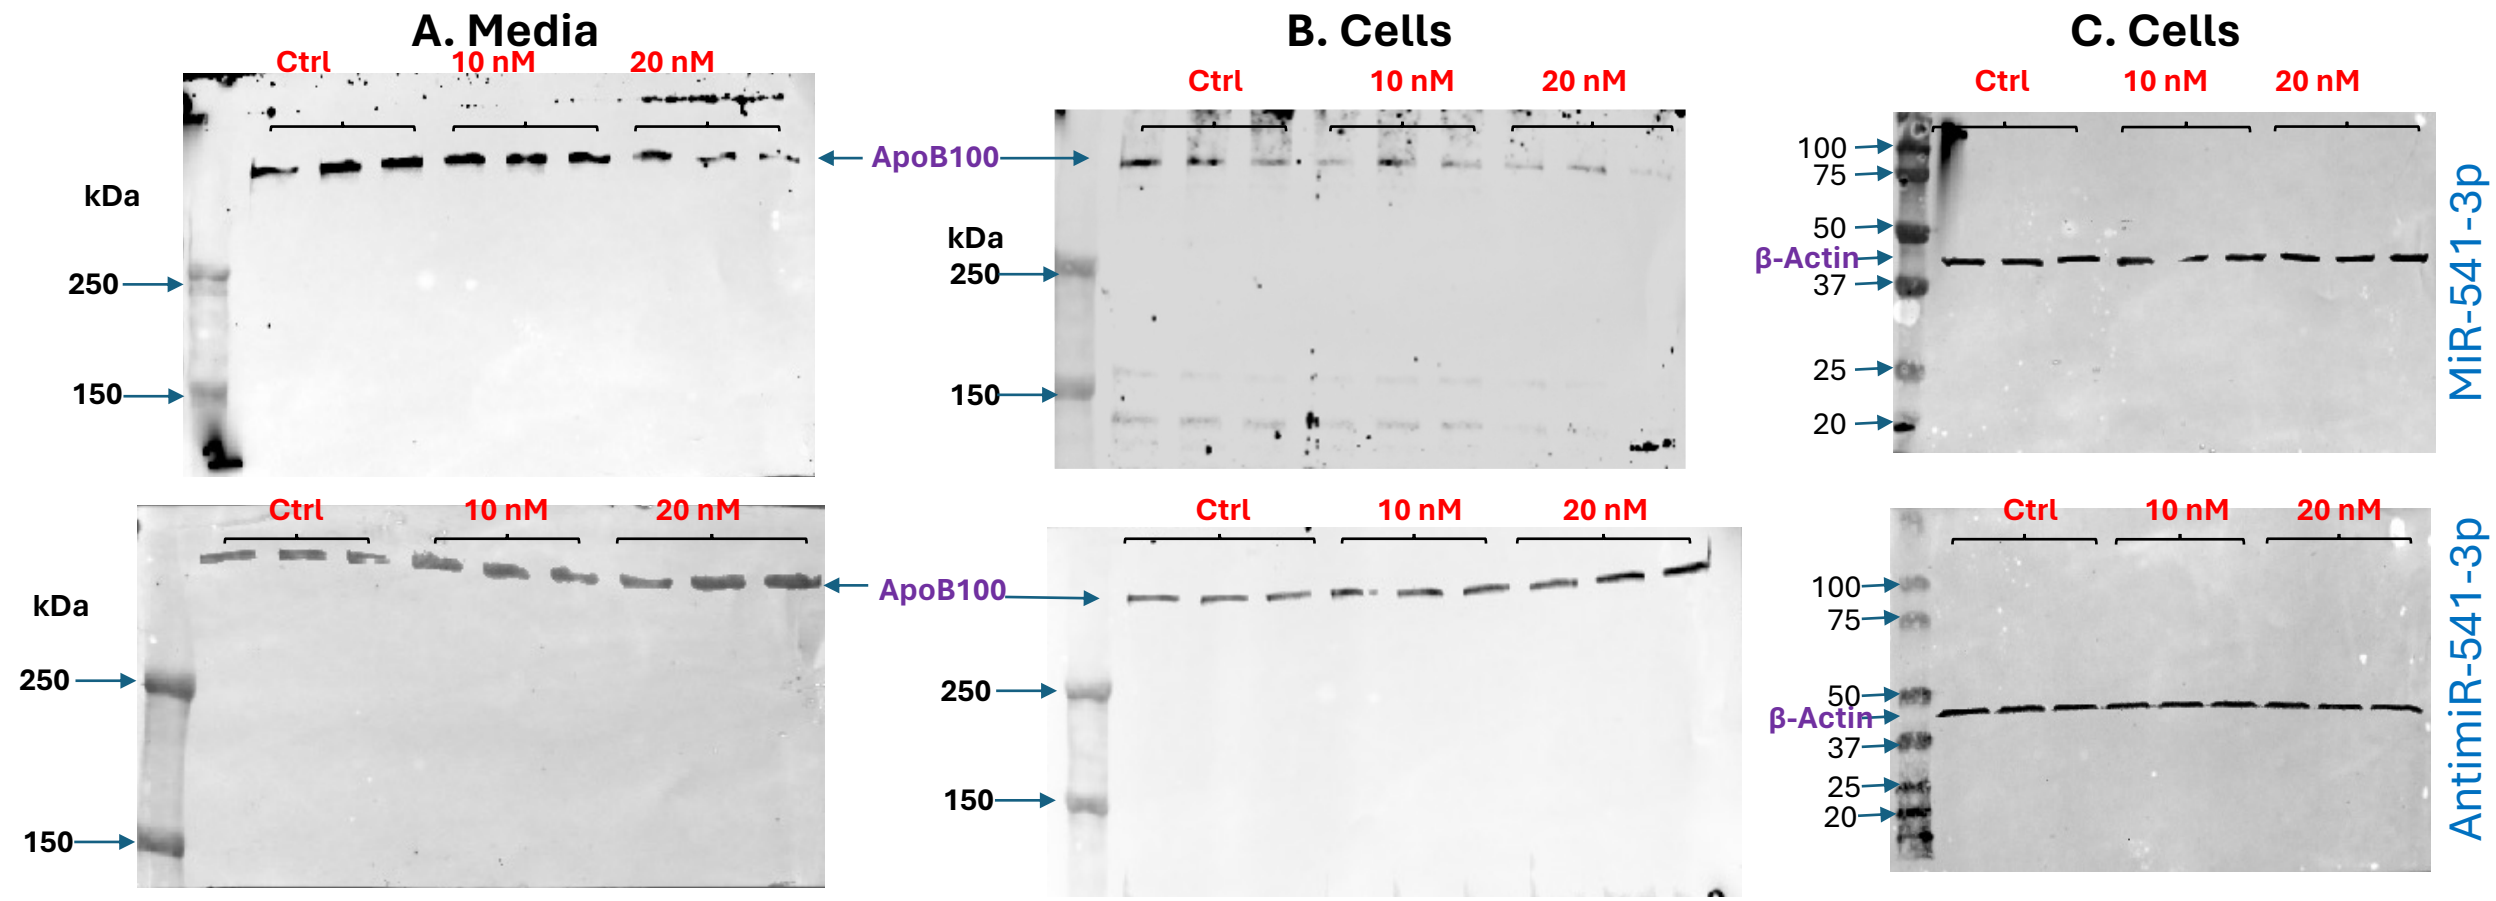 A. Media
B. Cells
C. Cells
Ctrl 10 nM 20 nM
Ctrl 10 nM 20 nM
Ctrl 10 nM 20 nM
ApoB100
kDa
250
150
kDa
250
150
100
75
50
β-Actin
37
25
20
MiR-541-3p
Ctrl 10 nM 20 nM
Ctrl 10 nM 20 nM
Ctrl 10 nM 20 nM
ApoB100
kDa
250
150
250
150
100
75
50
β-Actin
37
25
20
AntimiR-541-3p